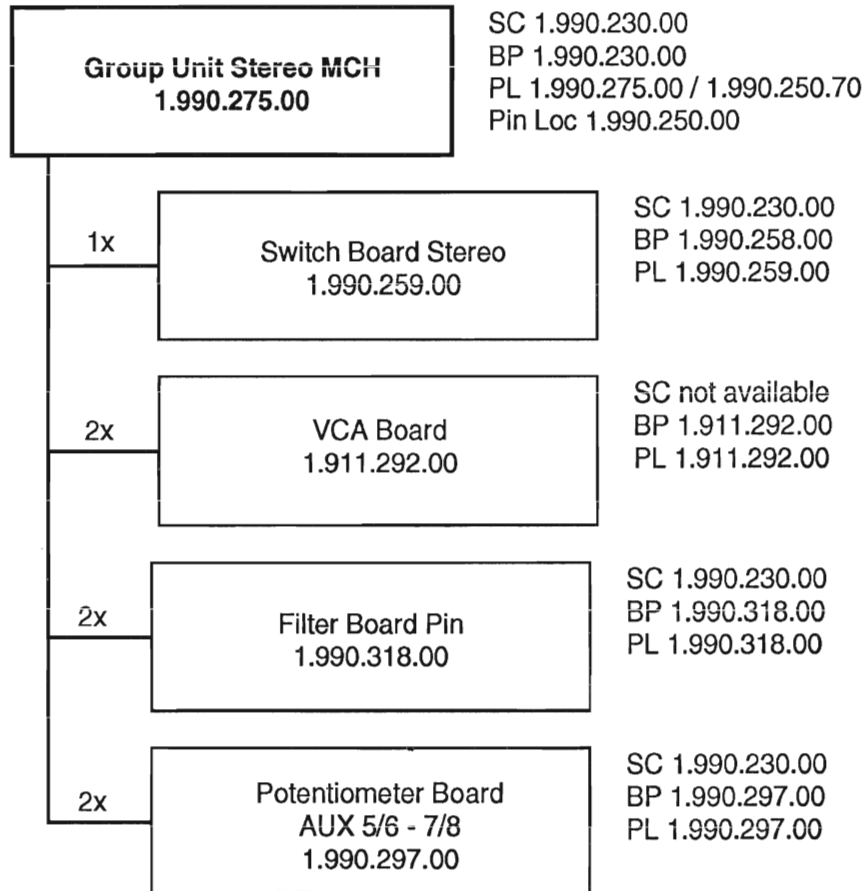 Group Unit Stereo MCH
1.990.275.00
SC 1.990.230.00
BP 1.990.230.00
PL 1.990.275.00 / 1.990.250.70
Pin Loc 1.990.250.00
1x
Switch Board Stereo
1.990.259.00
SC 1.990.230.00
BP 1.990.258.00
PL 1.990.259.00
2x
VCA Board
1.911.292.00
SC not available
BP 1.911.292.00
PL 1.911.292.00
2x
Filter Board Pin
1.990.318.00
SC 1.990.230.00
BP 1.990.318.00
PL 1.990.318.00
2x
Potentiometer Board
AUX 5/6 - 7/8
1.990.297.00
SC 1.990.230.00
BP 1.990.297.00
PL 1.990.297.00